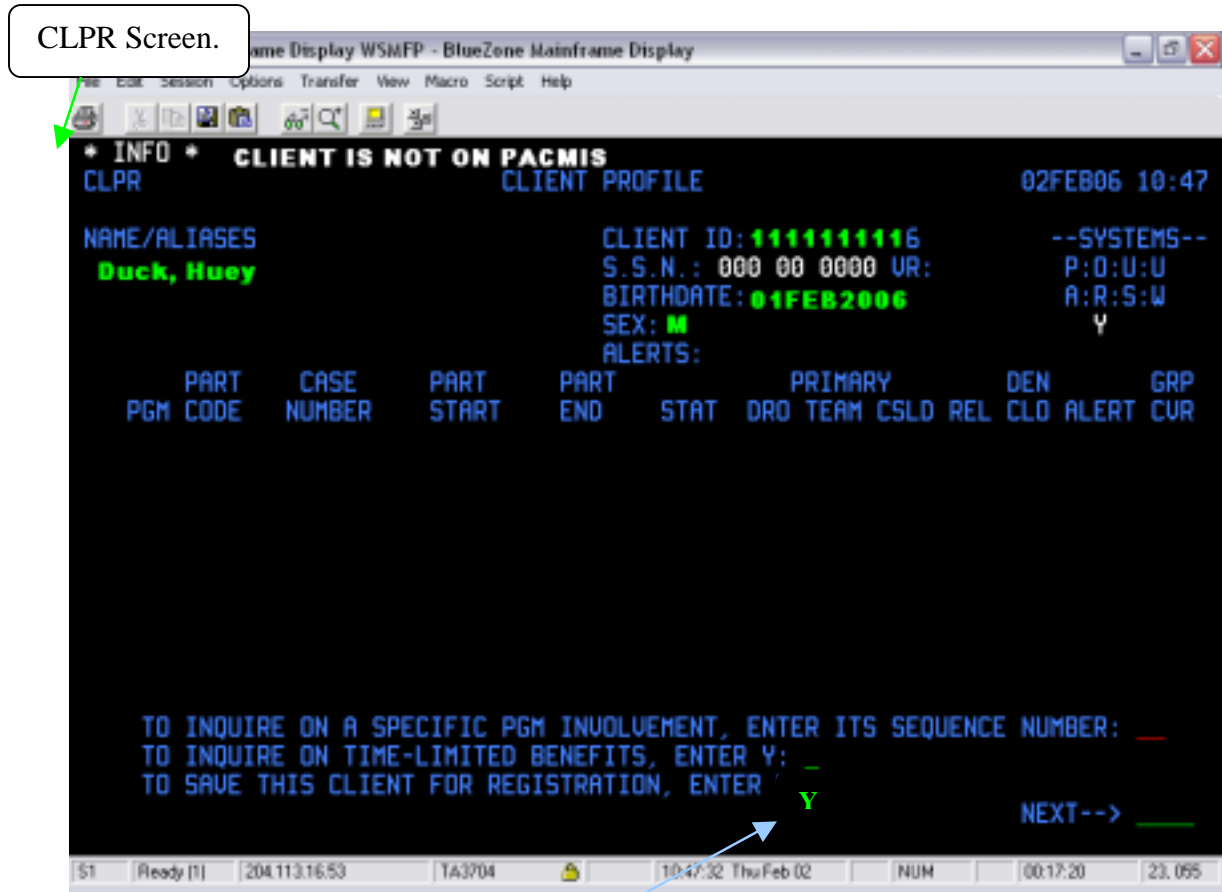 CLPR Screen.
ame Display WSMFP - BlueZone Mainframe Display
File Edit Session Options Transfer View Macro Script Help
* INFO * CLIENT IS NOT ON PACMIS
CLPR CLIENT PROFILE 02FEB06 10:47
NAME/ALIASES CLIENT ID: 1111111116 --SYSTEMS--
Duck, Huey S.S.N.: 000 00 0000 VR: P:O:U:U
BIRTHDATE: 01FEB2006 A:R:S:W
SEX: M Y
ALERTS:
PART CASE PART PART PRIMARY DEN GRP
PGM CODE NUMBER START END STAT DRO TEAM CSLD REL CLO ALERT CVR
TO INQUIRE ON A SPECIFIC PGM INVOLVEMENT, ENTER ITS SEQUENCE NUMBER: __
TO INQUIRE ON TIME-LIMITED BENEFITS, ENTER Y: _
TO SAVE THIS CLIENT FOR REGISTRATION, ENTER ' Y
NEXT--> ____
S1 Ready (1) 204.113.16.53 TA3704 10:47:32 Thu Feb 02 NUM 00:17:20 23, 055